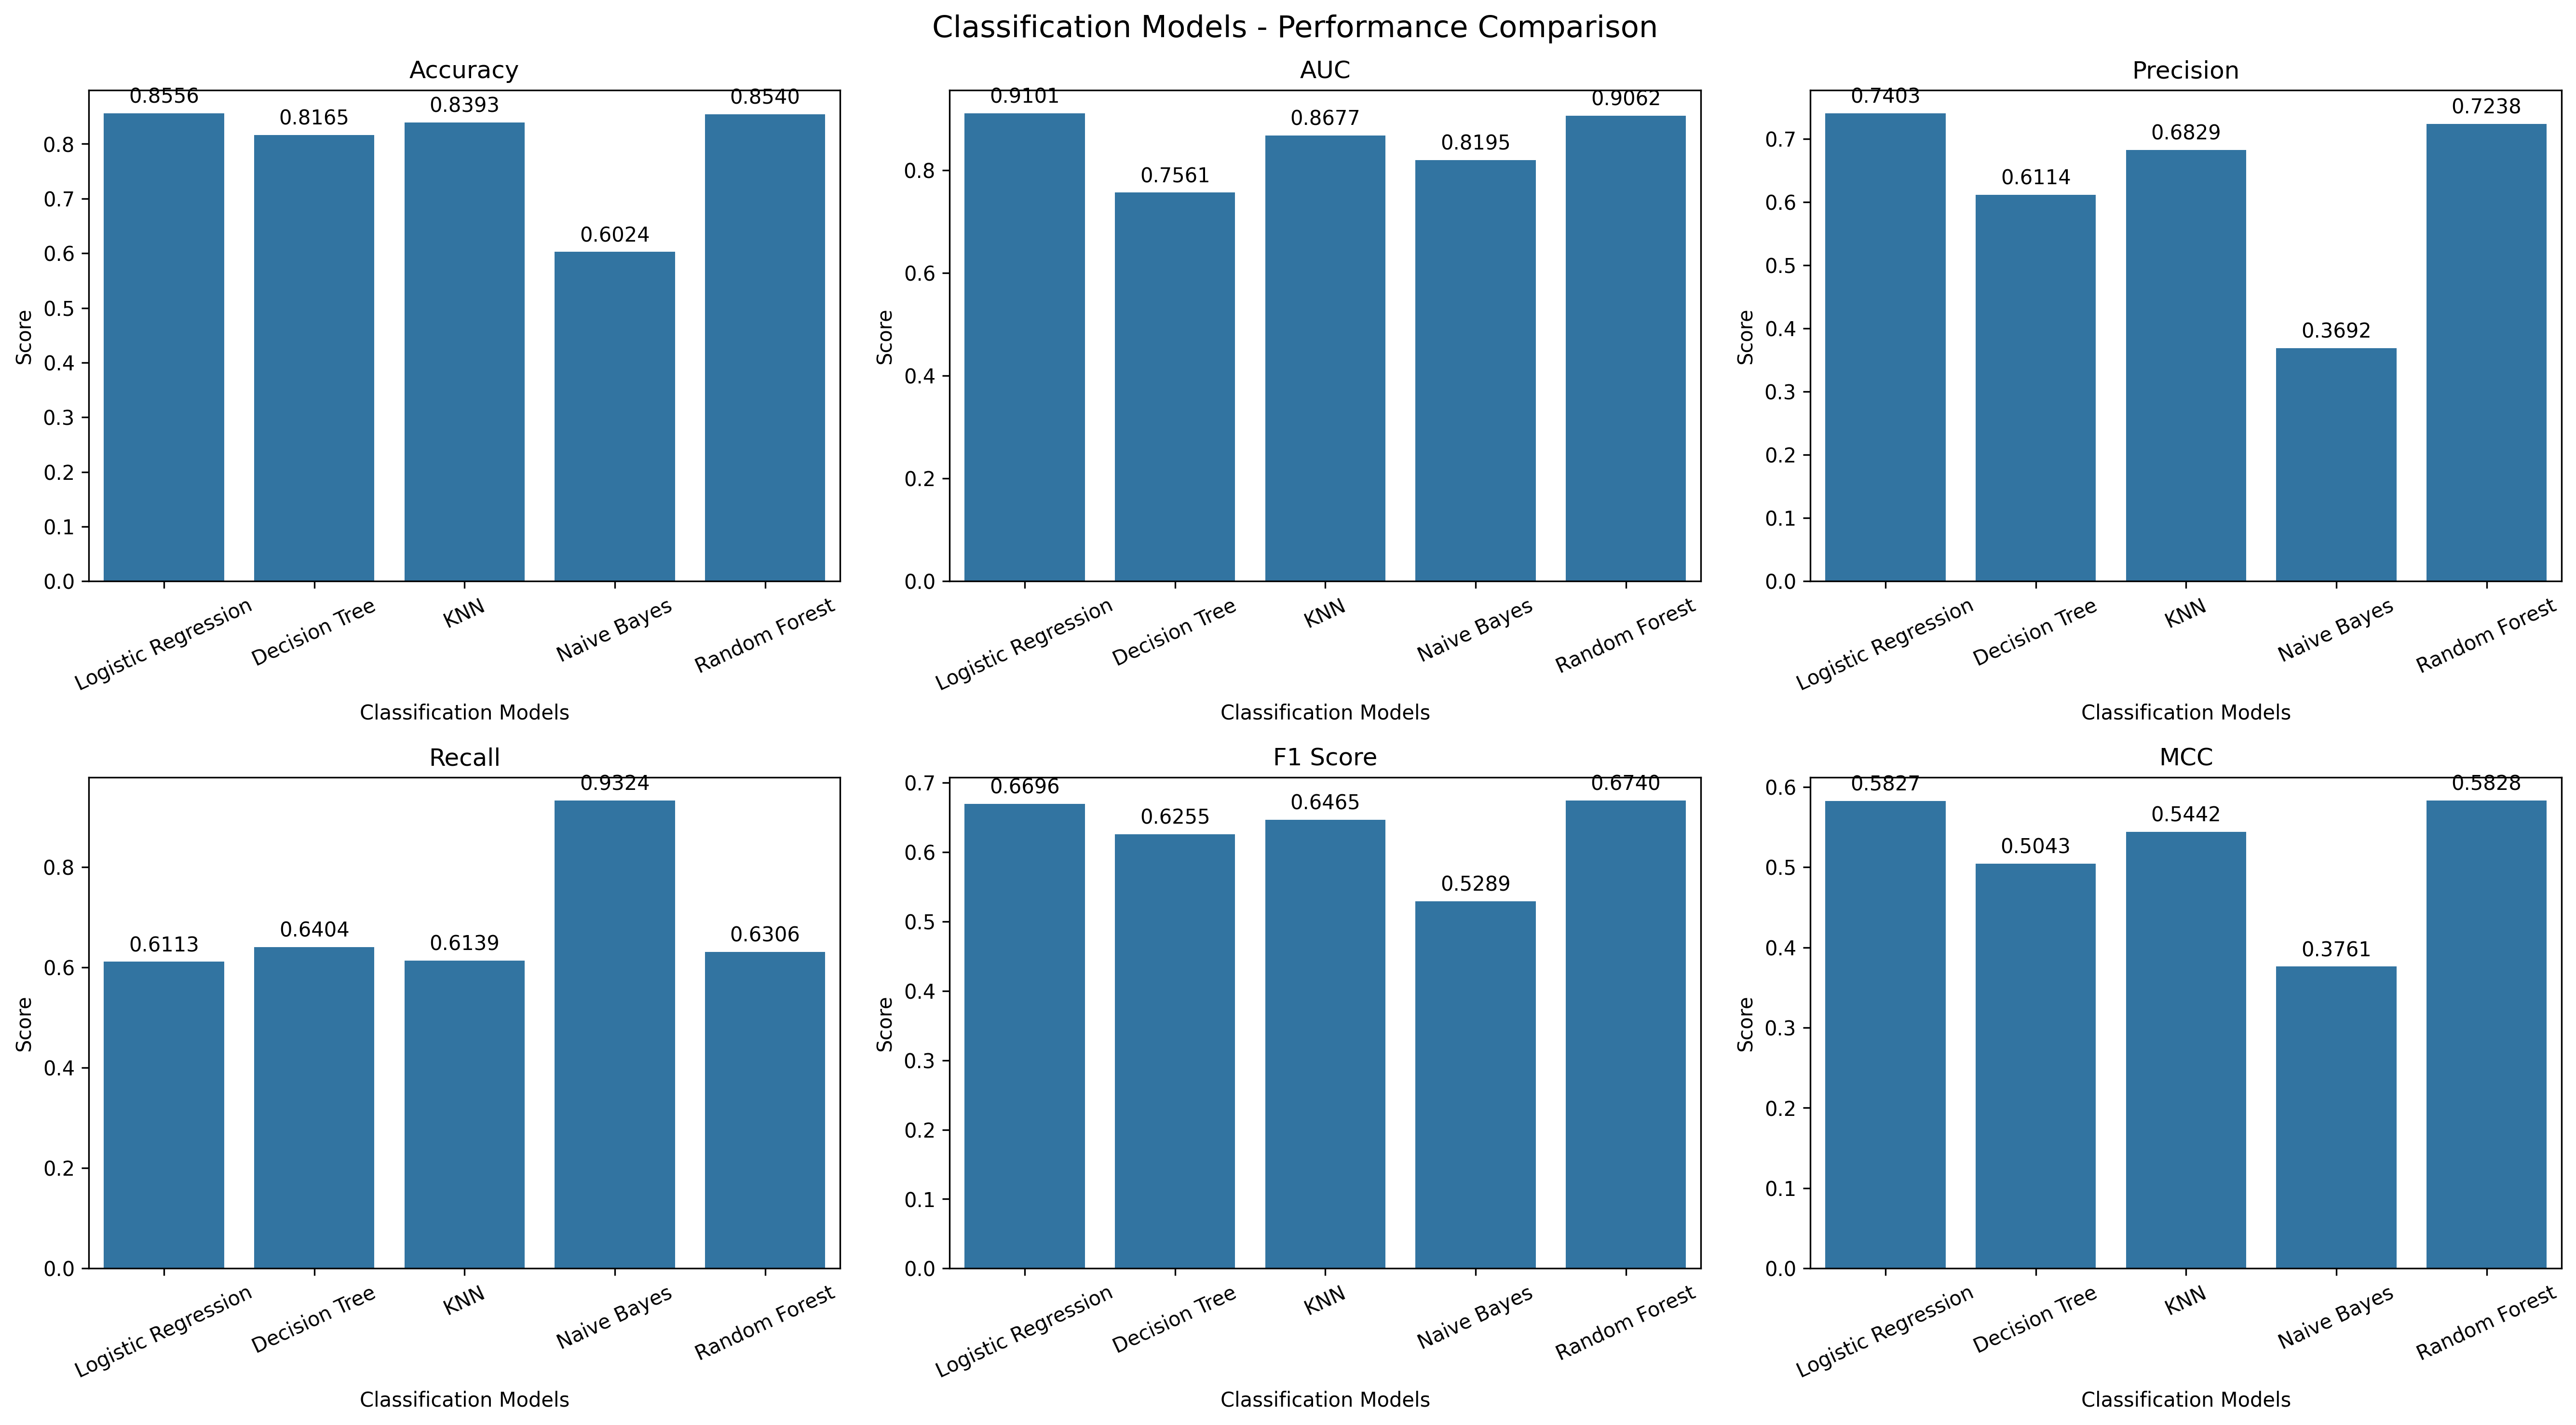 Classification Models - Performance Comparison
Accuracy
0.8556
0.8165
0.8393
0.6024
0.8540
Score
0.8
0.7
0.6
0.5
0.4
0.3
0.2
0.1
0.0
Logistic Regression
Decision Tree
KNN
Naive Bayes
Random Forest
Classification Models
AUC
0.9101
0.7561
0.8677
0.8195
0.9062
Score
0.8
0.6
0.4
0.2
0.0
Logistic Regression
Decision Tree
KNN
Naive Bayes
Random Forest
Classification Models
Precision
0.7403
0.6114
0.6829
0.3692
0.7238
Score
0.7
0.6
0.5
0.4
0.3
0.2
0.1
0.0
Logistic Regression
Decision Tree
KNN
Naive Bayes
Random Forest
Classification Models
Recall
0.6113
0.6404
0.6139
0.9324
0.6306
Score
0.8
0.6
0.4
0.2
0.0
Logistic Regression
Decision Tree
KNN
Naive Bayes
Random Forest
Classification Models
F1 Score
0.6696
0.6255
0.6465
0.5289
0.6740
Score
0.7
0.6
0.5
0.4
0.3
0.2
0.1
0.0
Logistic Regression
Decision Tree
KNN
Naive Bayes
Random Forest
Classification Models
MCC
0.5827
0.5043
0.5442
0.3761
0.5828
Score
0.6
0.5
0.4
0.3
0.2
0.1
0.0
Logistic Regression
Decision Tree
KNN
Naive Bayes
Random Forest
Classification Models